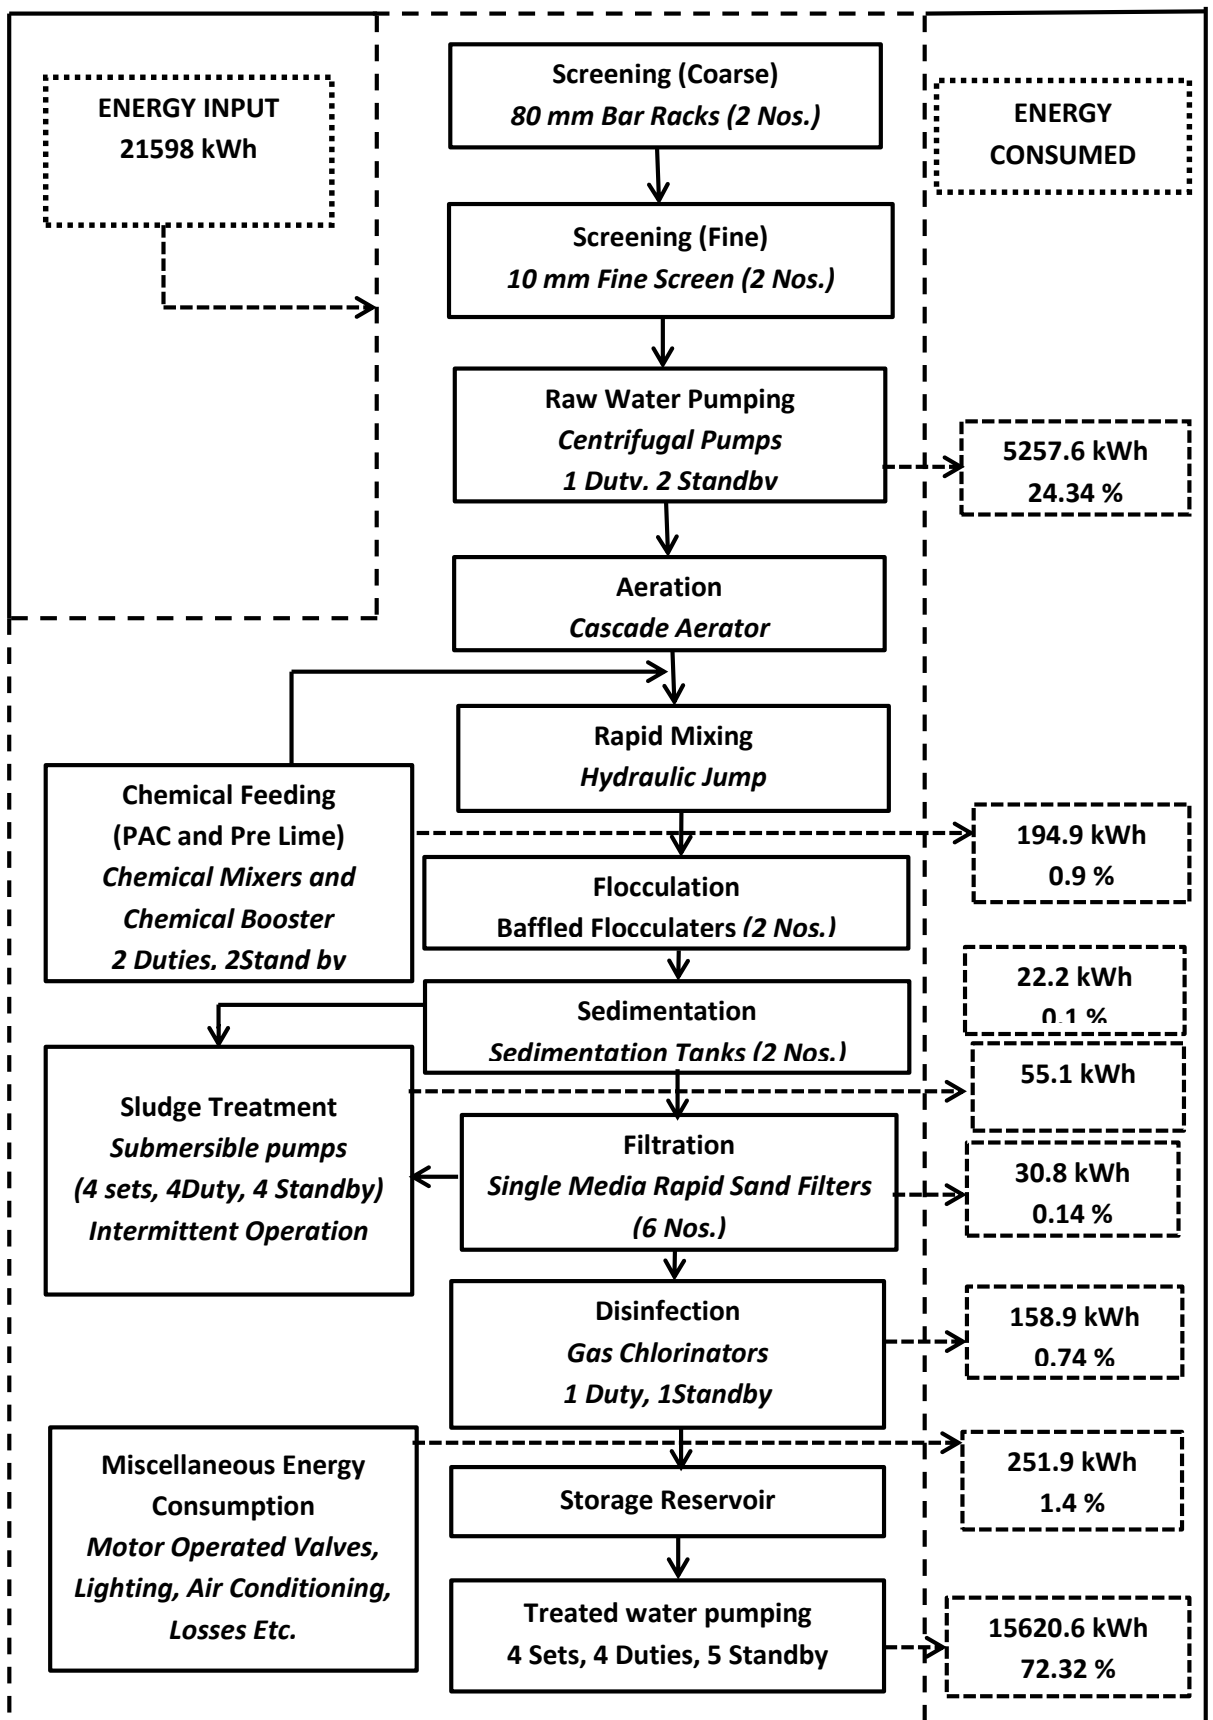 ENERGY INPUT
21598 kWh
Screening (Coarse)
80 mm Bar Racks (2 Nos.)
ENERGY
CONSUMED
Screening (Fine)
10 mm Fine Screen (2 Nos.)
Raw Water Pumping
Centrifugal Pumps
1 Duty, 2 Standby
5257.6 kWh
24.34 %
Aeration
Cascade Aerator
Rapid Mixing
Hydraulic Jump
Chemical Feeding
(PAC and Pre Lime)
Chemical Mixers and
Chemical Booster
2 Duties, 2Stand by
194.9 kWh
0.9 %
Flocculation
Baffled Flocculaters (2 Nos.)
22.2 kWh
0.1 %
Sedimentation
Sedimentation Tanks (2 Nos.)
55.1 kWh
Sludge Treatment
Submersible pumps
(4 sets, 4Duty, 4 Standby)
Intermittent Operation
Filtration
Single Media Rapid Sand Filters
(6 Nos.)
30.8 kWh
0.14 %
Disinfection
Gas Chlorinators
1 Duty, 1Standby
158.9 kWh
0.74 %
Miscellaneous Energy
Consumption
Motor Operated Valves,
Lighting, Air Conditioning,
Losses Etc.
251.9 kWh
1.4 %
Storage Reservoir
Treated water pumping
4 Sets, 4 Duties, 5 Standby
15620.6 kWh
72.32 %